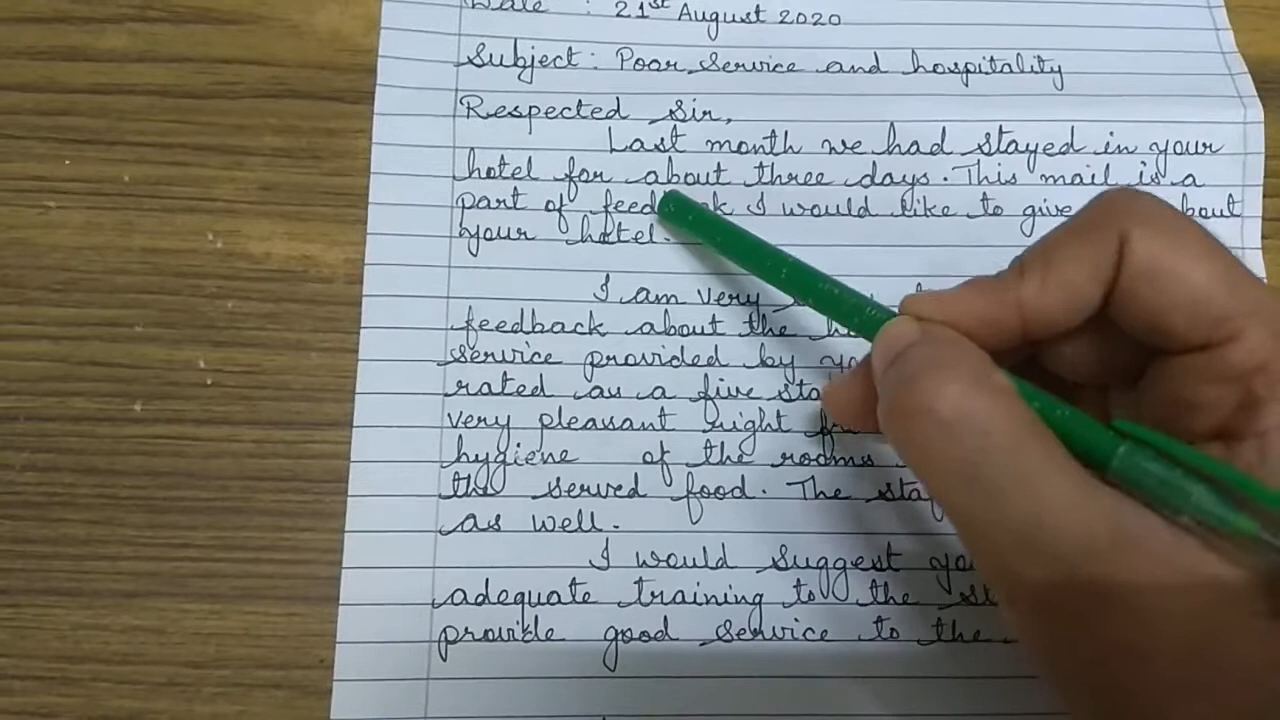 Date : 21st August 2020
Subject : Poor service and hospitality
Respected Sir,
Last month we had stayed in your
hotel for about three days. This mail is a
part of I would like to give about
your hotel.
I am very
feedback about the
service provided by
rated as a five
very pleasant right
hygiene of the rooms
the served food. The
as well.
I would suggest
adequate training to the
provide good service to the